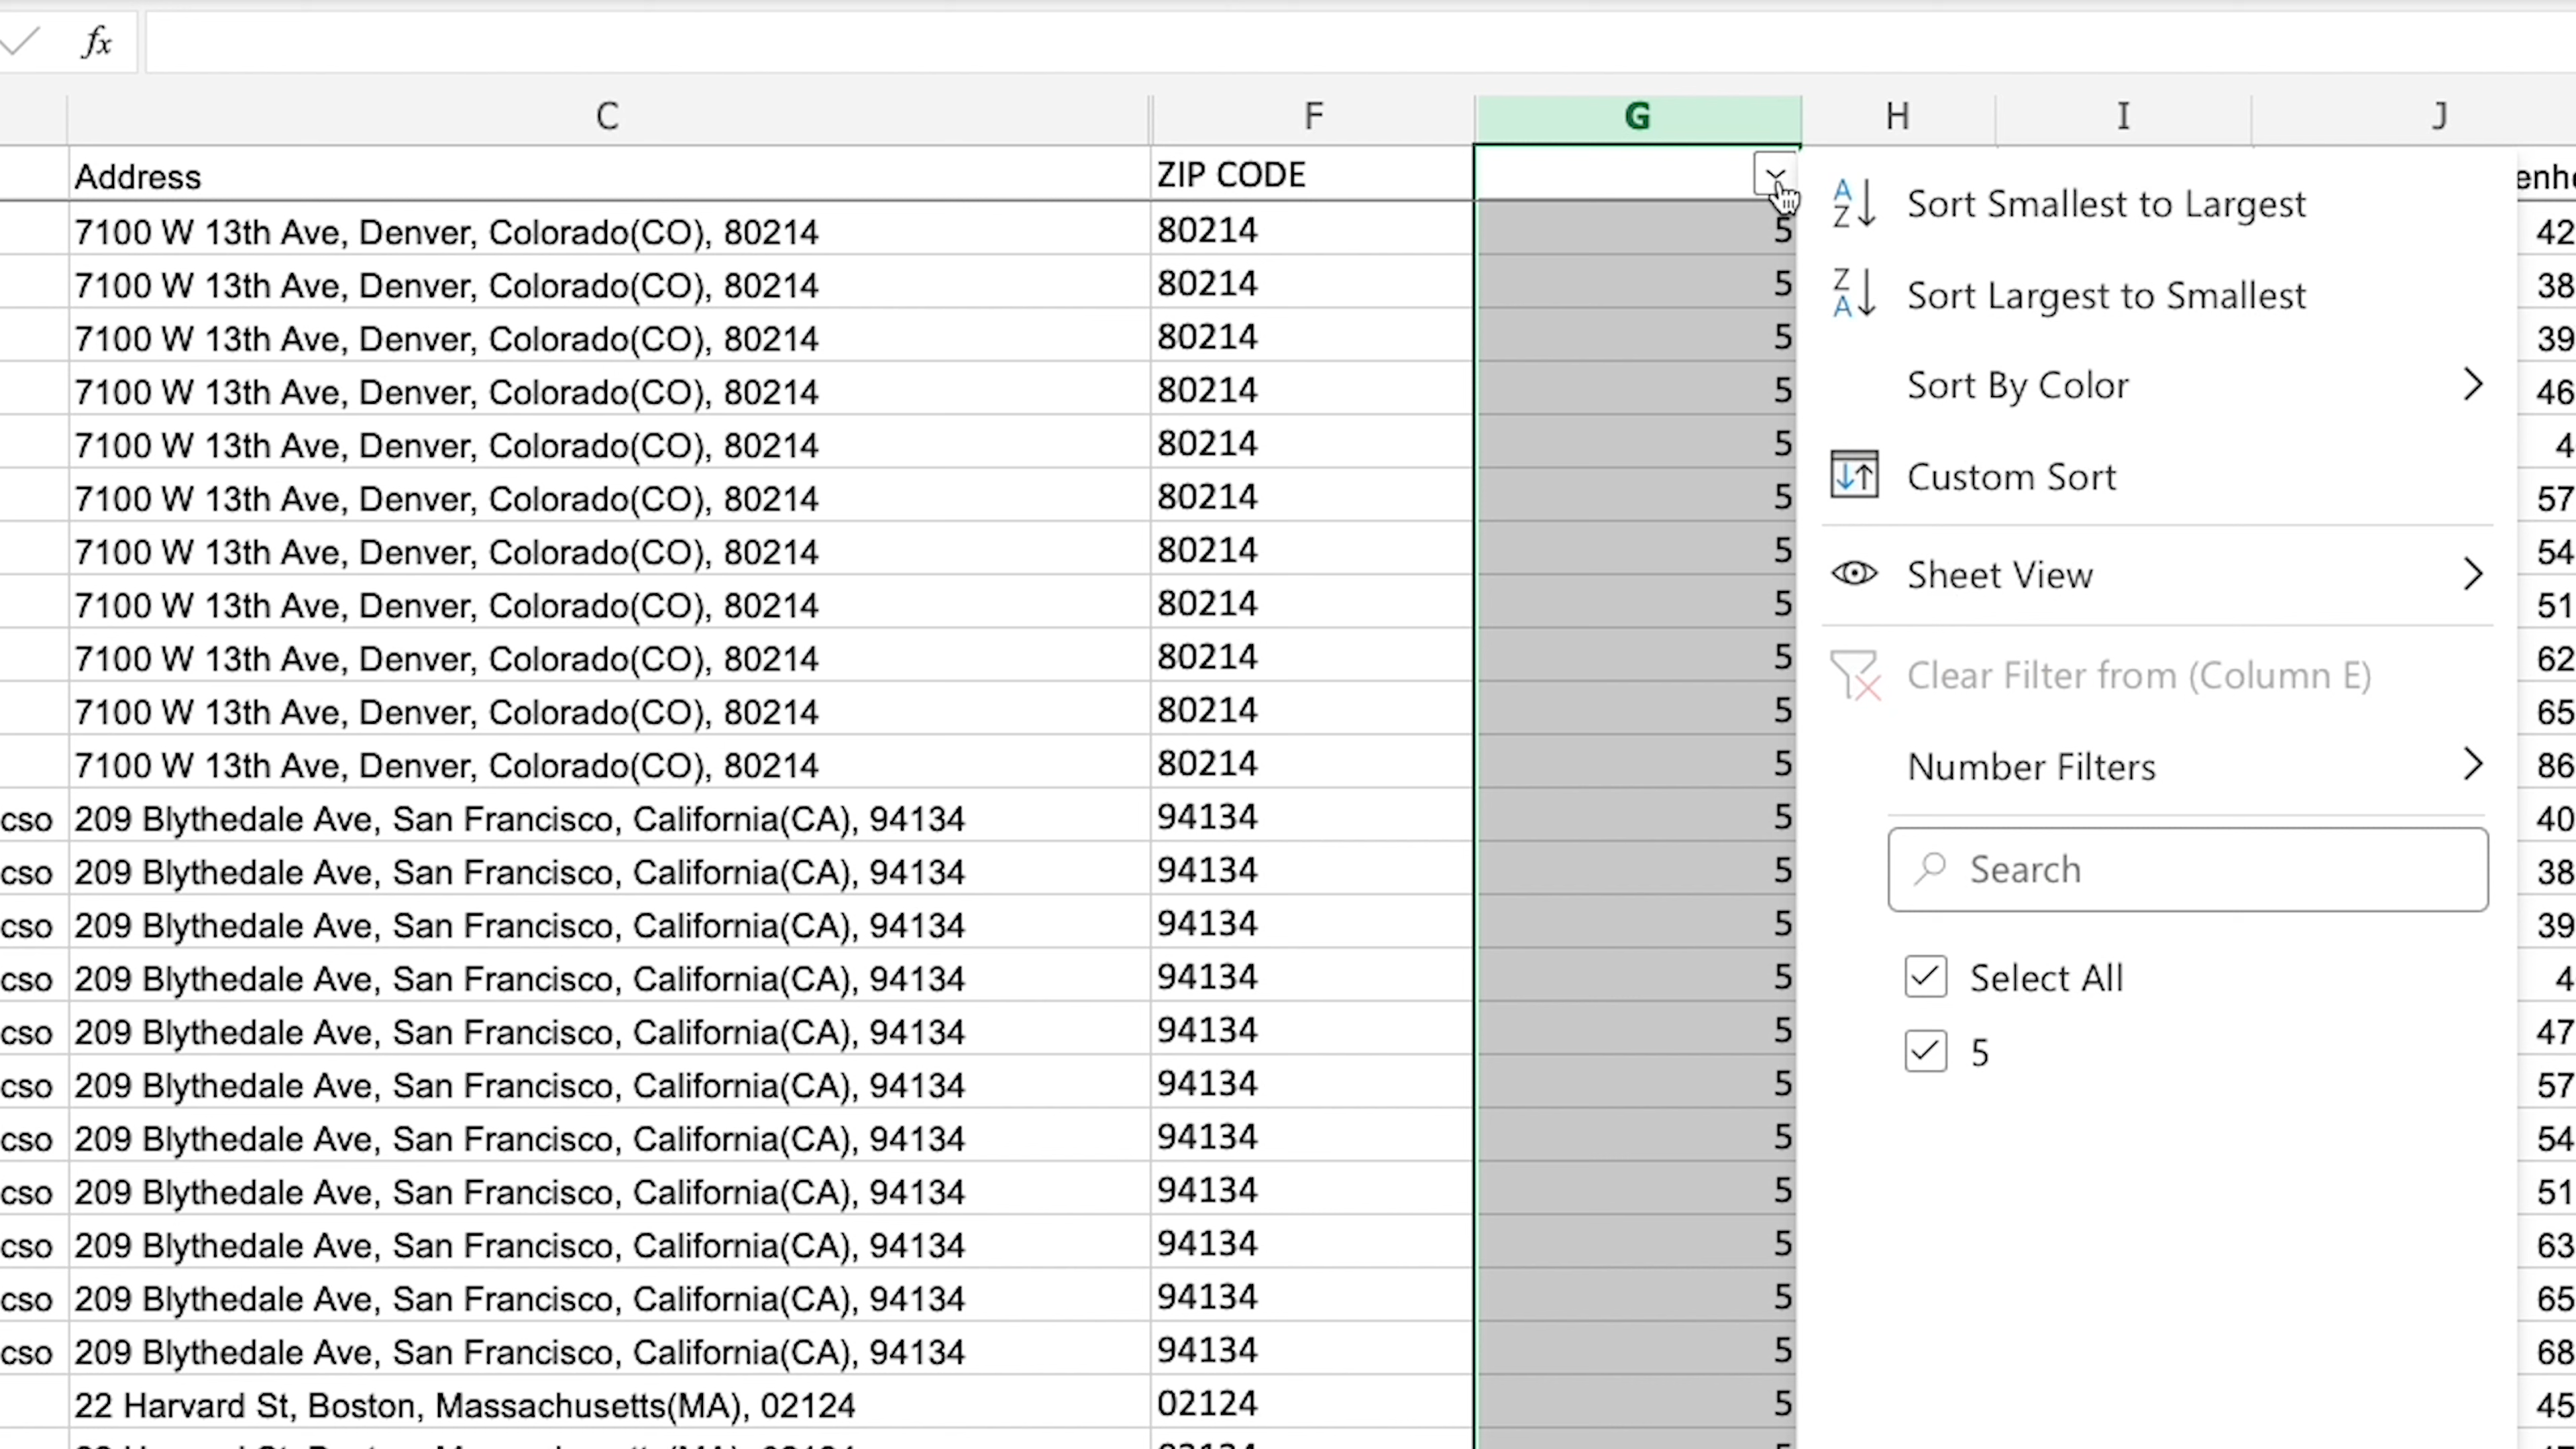 fx
C F G H I J
Address ZIP CODE
7100 W 13th Ave, Denver, Colorado(CO), 80214 80214 5 42
7100 W 13th Ave, Denver, Colorado(CO), 80214 80214 5 38
7100 W 13th Ave, Denver, Colorado(CO), 80214 80214 5 39
7100 W 13th Ave, Denver, Colorado(CO), 80214 80214 5 46
7100 W 13th Ave, Denver, Colorado(CO), 80214 80214 5 4
7100 W 13th Ave, Denver, Colorado(CO), 80214 80214 5 57
7100 W 13th Ave, Denver, Colorado(CO), 80214 80214 5 54
7100 W 13th Ave, Denver, Colorado(CO), 80214 80214 5 51
7100 W 13th Ave, Denver, Colorado(CO), 80214 80214 5 62
7100 W 13th Ave, Denver, Colorado(CO), 80214 80214 5 65
7100 W 13th Ave, Denver, Colorado(CO), 80214 80214 5 86
cso 209 Blythedale Ave, San Francisco, California(CA), 94134 94134 5 40
cso 209 Blythedale Ave, San Francisco, California(CA), 94134 94134 5 38
cso 209 Blythedale Ave, San Francisco, California(CA), 94134 94134 5 39
cso 209 Blythedale Ave, San Francisco, California(CA), 94134 94134 5 4
cso 209 Blythedale Ave, San Francisco, California(CA), 94134 94134 5 47
cso 209 Blythedale Ave, San Francisco, California(CA), 94134 94134 5 57
cso 209 Blythedale Ave, San Francisco, California(CA), 94134 94134 5 54
cso 209 Blythedale Ave, San Francisco, California(CA), 94134 94134 5 51
cso 209 Blythedale Ave, San Francisco, California(CA), 94134 94134 5 63
cso 209 Blythedale Ave, San Francisco, California(CA), 94134 94134 5 65
cso 209 Blythedale Ave, San Francisco, California(CA), 94134 94134 5 68
22 Harvard St, Boston, Massachusetts(MA), 02124 02124 5 45
Sort Smallest to Largest
Sort Largest to Smallest
Sort By Color
Custom Sort
Sheet View
Clear Filter from (Column E)
Number Filters
Search
Select All
5